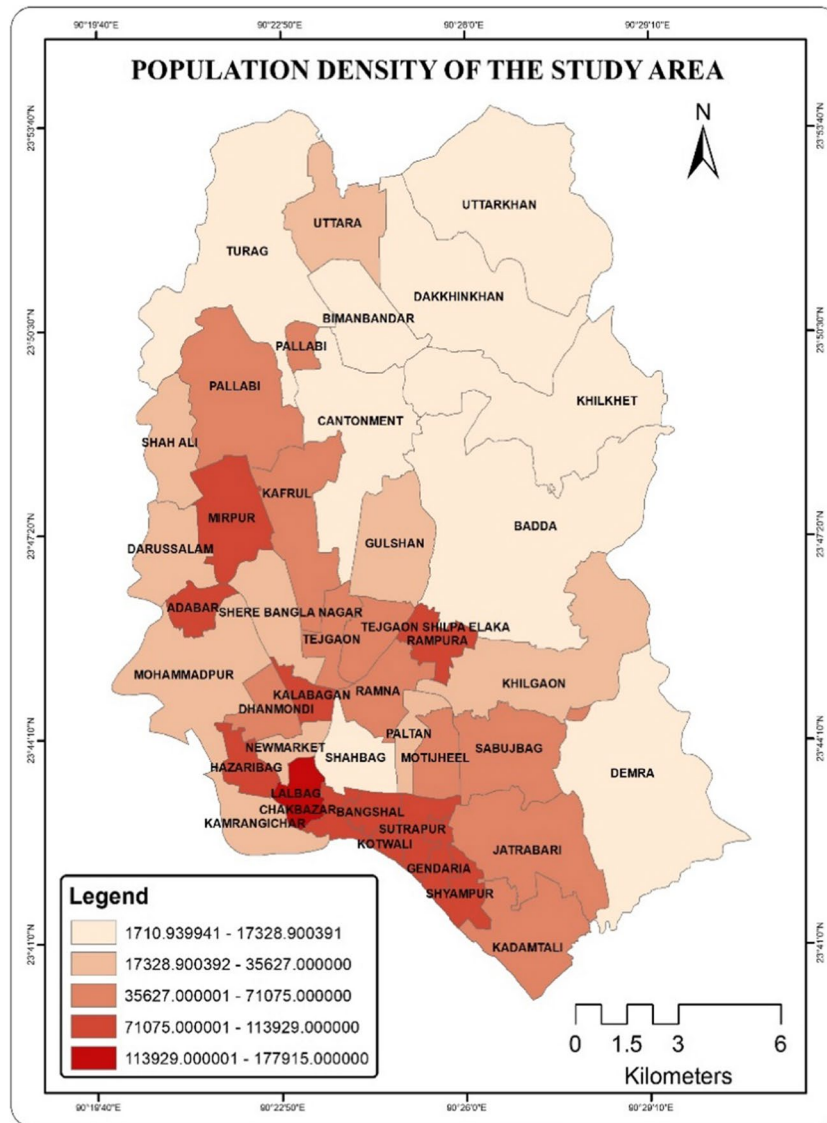 90°19'40"E 90°22'50"E 90°26'0"E 90°29'10"E
POPULATION DENSITY OF THE STUDY AREA
N
23°53'40"N 23°53'40"N
UTTARKHAN
UTTARA
TURAG
DAKKHINKHAN
BIMANBANDAR
23°50'30"N 23°50'30"N
PALLABI
PALLABI
KHILKHET
CANTONMENT
SHAH ALI
KAFRUL
MIRPUR
BADDA
23°47'20"N 23°47'20"N
GULSHAN
DARUSSALAM
ADABAR
SHERE BANGLA NAGAR
TEJGAON SHILPA ELAKA
TEJGAON
RAMPURA
MOHAMMADPUR
KHILGAON
KALABAGAN
RAMNA
DHANMONDI
23°44'10"N 23°44'10"N
PALTAN
NEWMARKET
SABUJBAG
SHAHBAG
MOTIJHEEL
HAZARIBAG
DEMRA
LALBAG
CHAKBAZAR
BANGSHAL
KAMRANGICHAR
SUTRAPUR
KOTWALI
JATRABARI
GENDARIA
SHYAMPUR
KADAMTALI
23°41'0"N 23°41'0"N
Legend
1710.939941 - 17328.900391
17328.900392 - 35627.000000
35627.000001 - 71075.000000
71075.000001 - 113929.000000
113929.000001 - 177915.000000
0 1.5 3 6
Kilometers
90°19'40"E 90°22'50"E 90°26'0"E 90°29'10"E